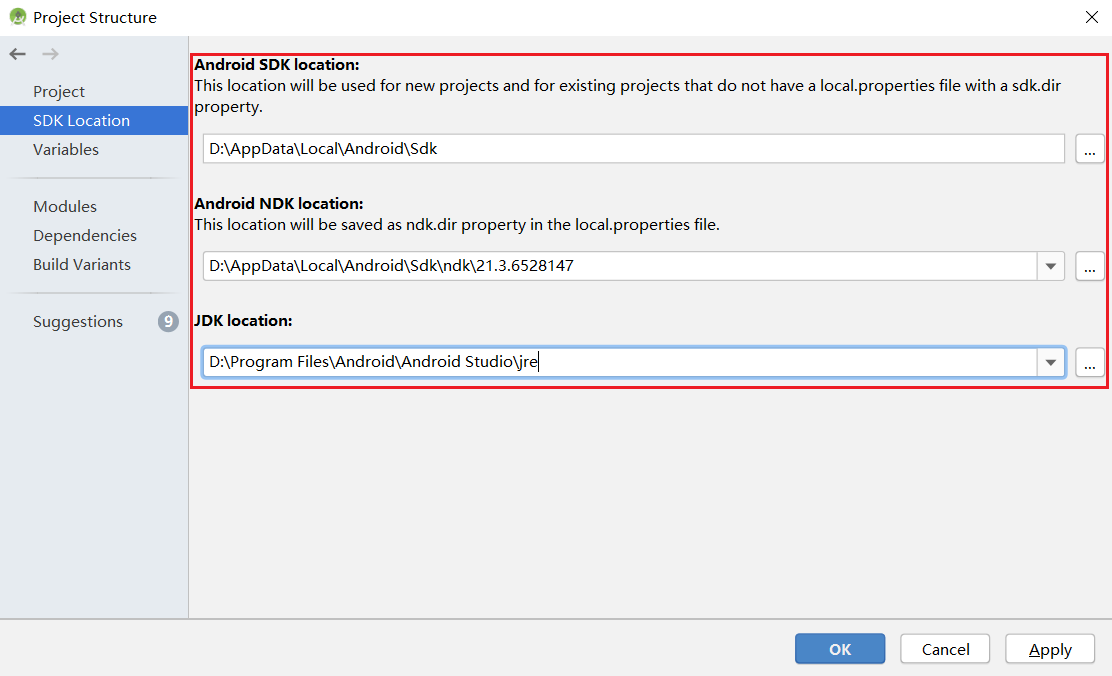 Project Structure
Project
SDK Location
Variables
Modules
Dependencies
Build Variants
Suggestions 9
Android SDK location:
This location will be used for new projects and for existing projects that do not have a local.properties file with a sdk.dir
property.
D:\AppData\Local\Android\Sdk
...
Android NDK location:
This location will be saved as ndk.dir property in the local.properties file.
D:\AppData\Local\Android\Sdk\ndk\21.3.6528147
...
JDK location:
D:\Program Files\Android\Android Studio\jre
...
OK
Cancel
Apply